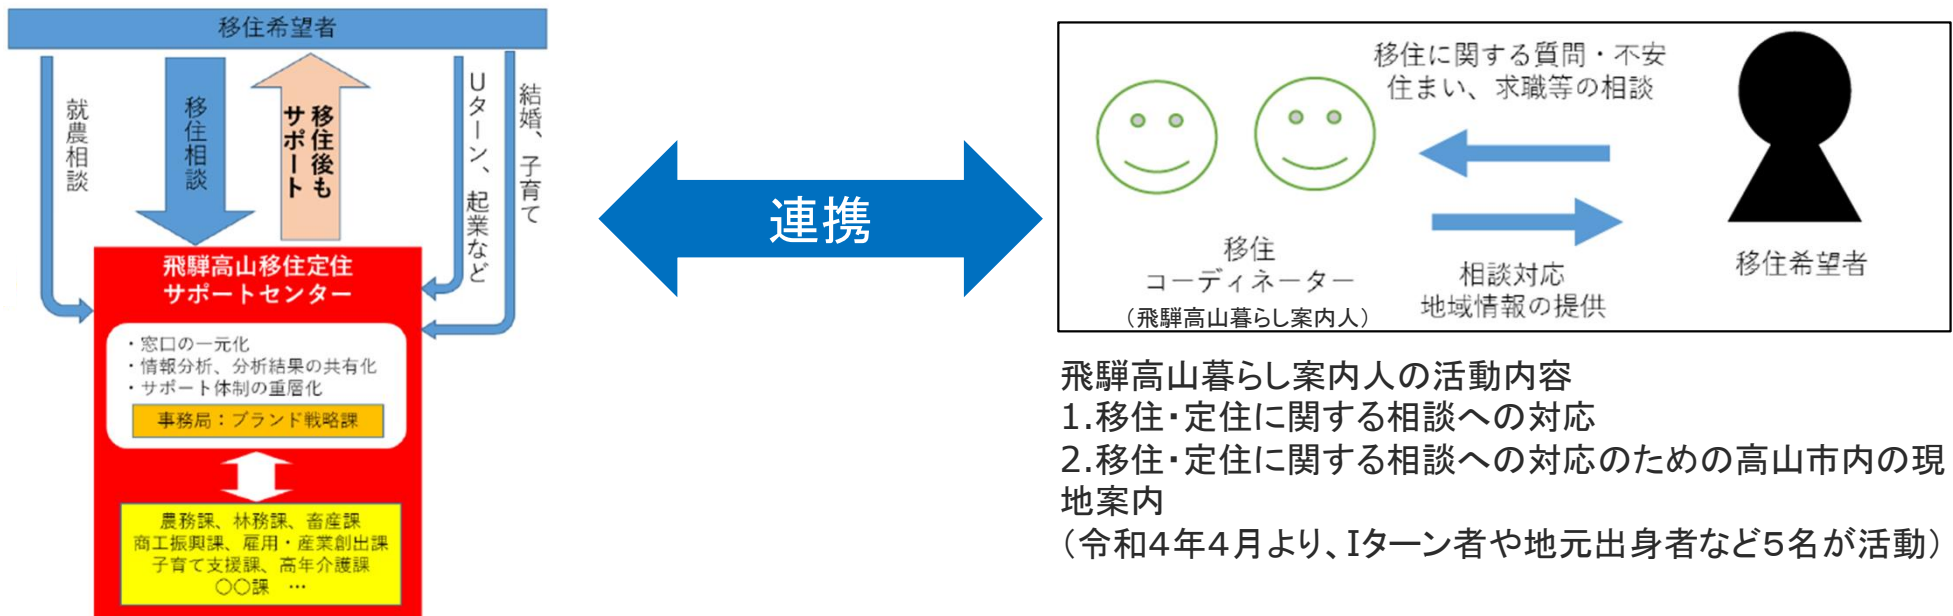 移住希望者
就農相談
移住相談
移住後も
サポート
Uターン、起業など
結婚、子育て
飛騨高山移住定住
サポートセンター
・窓口の一元化
・情報分析、分析結果の共有化
・サポート体制の重層化
事務局：ブランド戦略課
農務課、林務課、畜産課
商工振興課、雇用・産業創出課
子育て支援課、高年介護課
〇〇課 …
連携
移住に関する質問・不安
住まい、求職等の相談
移住
コーディネーター
（飛騨高山暮らし案内人）
相談対応
地域情報の提供
移住希望者
飛騨高山暮らし案内人の活動内容
1.移住・定住に関する相談への対応
2.移住・定住に関する相談への対応のための高山市内の現
地案内
（令和４年４月より、Iターン者や地元出身者など５名が活動）